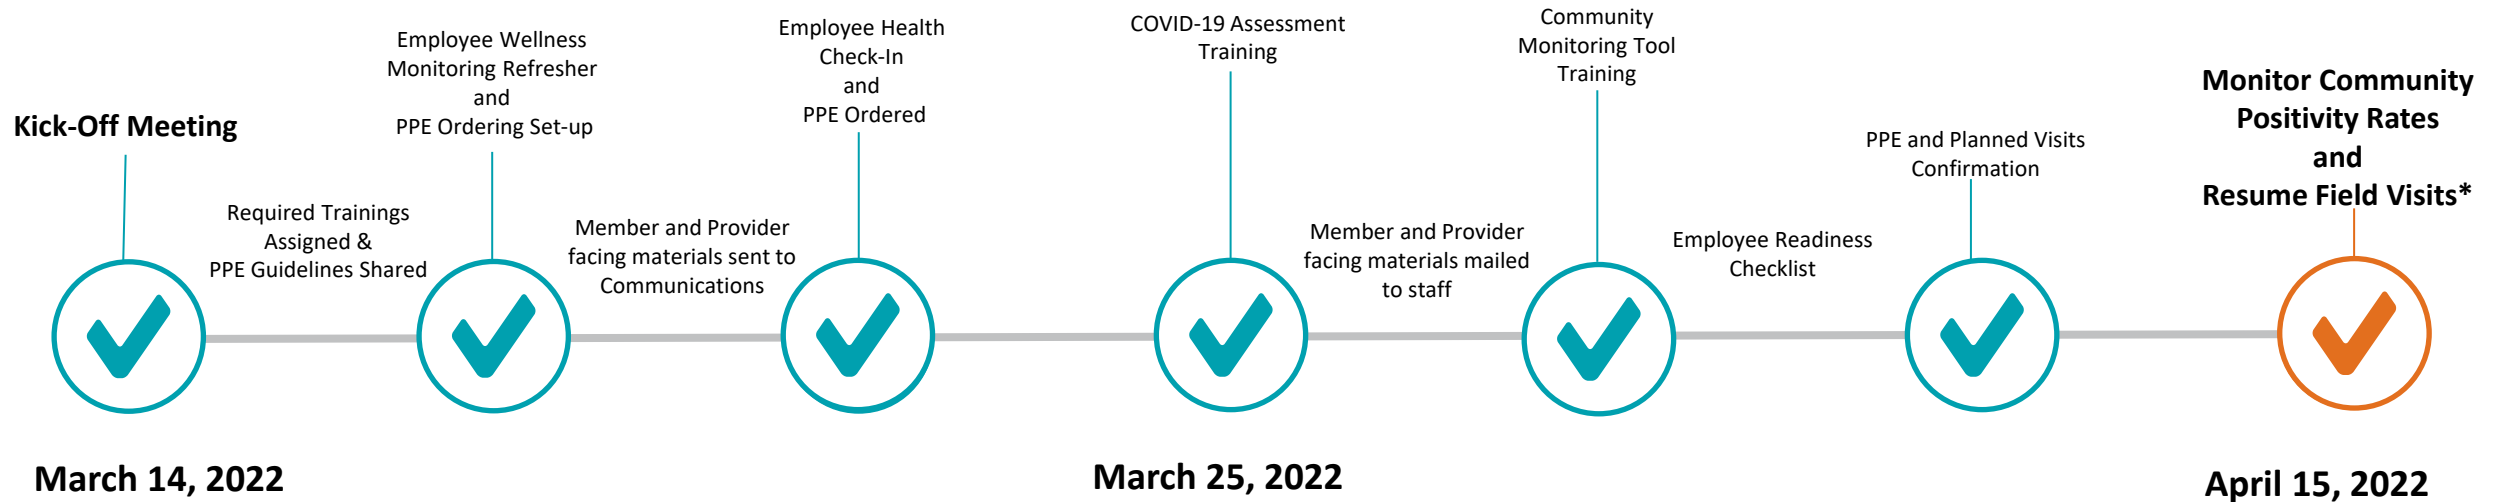 Kick-Off Meeting
Required Trainings
Assigned &
PPE Guidelines Shared
Employee Wellness
Monitoring Refresher
and
PPE Ordering Set-up
Member and Provider
facing materials sent to
Communications
Employee Health
Check-In
and
PPE Ordered
COVID-19 Assessment
Training
Member and Provider
facing materials mailed
to staff
Community
Monitoring Tool
Training
Employee Readiness
Checklist
PPE and Planned Visits
Confirmation
Monitor Community
Positivity Rates
and
Resume Field Visits*
March 14, 2022
March 25, 2022
April 15, 2022